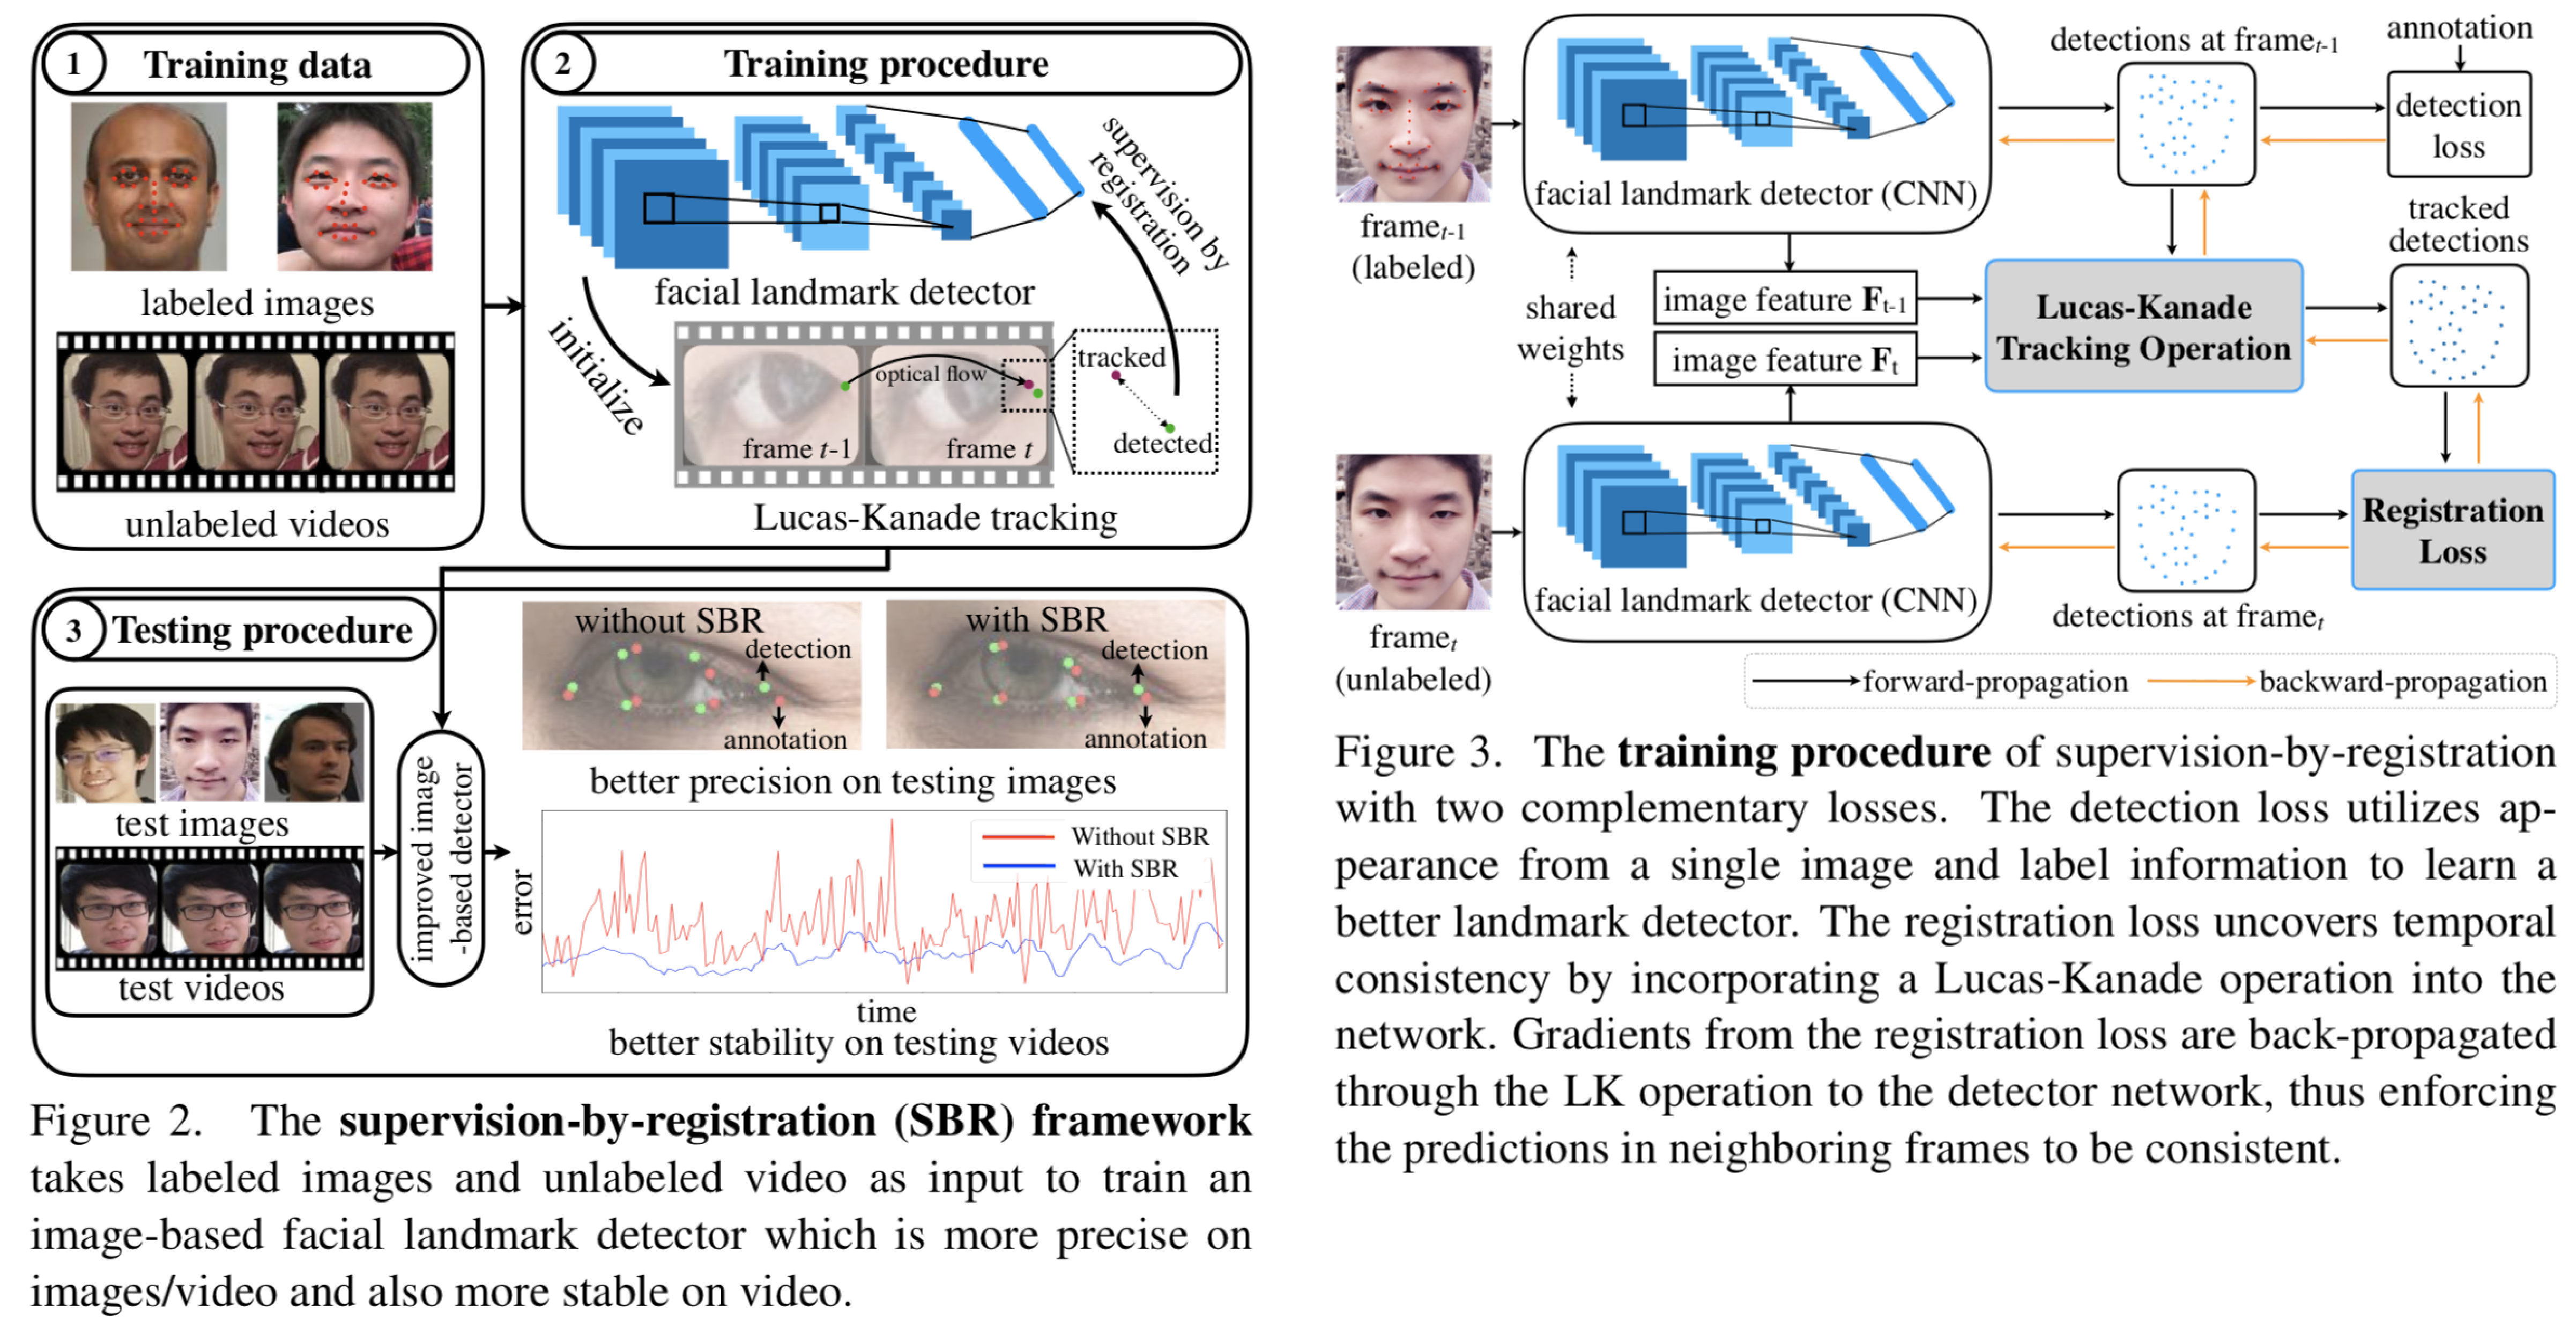 1 Training data
labeled images
unlabeled videos
2 Training procedure
facial landmark detector
initialize
supervision by
registration
optical flow
frame t-1
frame t
tracked
detected
Lucas-Kanade tracking
3 Testing procedure
test images
test videos
improved image
-based detector
without SBR
detection
annotation
with SBR
detection
annotation
better precision on testing images
error
Without SBR
With SBR
time
better stability on testing videos
Figure 2. The supervision-by-registration (SBR) framework
takes labeled images and unlabeled video as input to train an
image-based facial landmark detector which is more precise on
images/video and also more stable on video.
frame t-1
(labeled)
facial landmark detector (CNN)
detections at frame t-1
annotation
detection
loss
tracked
detections
shared
weights
image feature F t-1
image feature F t
Lucas-Kanade
Tracking Operation
frame t
(unlabeled)
facial landmark detector (CNN)
detections at frame t
Registration
Loss
forward-propagation
backward-propagation
Figure 3. The training procedure of supervision-by-registration
with two complementary losses. The detection loss utilizes ap-
pearance from a single image and label information to learn a
better landmark detector. The registration loss uncovers temporal
consistency by incorporating a Lucas-Kanade operation into the
network. Gradients from the registration loss are back-propagated
through the LK operation to the detector network, thus enforcing
the predictions in neighboring frames to be consistent.